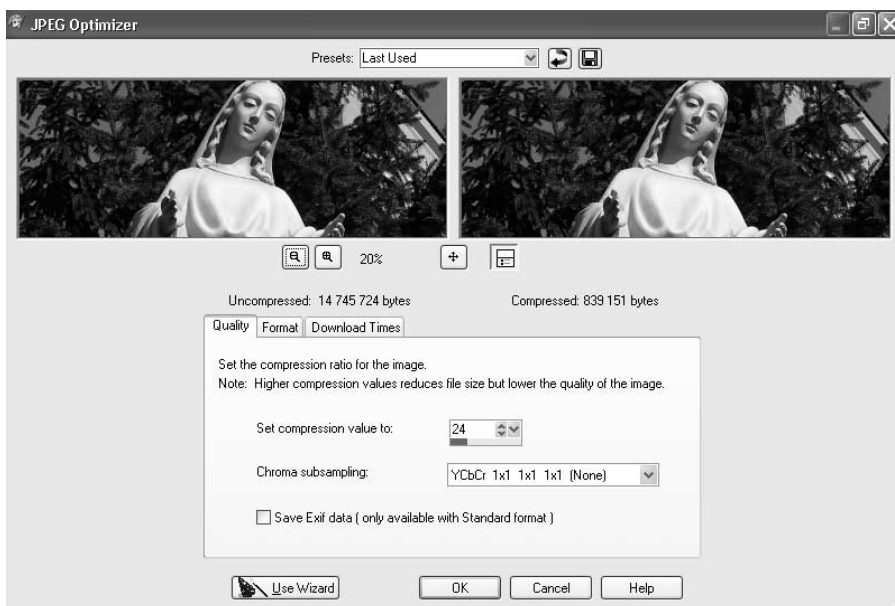 JPEG Optimizer
Presets: Last Used
20%
Uncompressed: 14 745 724 bytes Compressed: 839 151 bytes
Quality Format Download Times
Set the compression ratio for the image.
Note: Higher compression values reduces file size but lower the quality of the image.
Set compression value to: 24
Chroma subsampling: YCbCr 1x1 1x1 1x1 (None)
Save Exif data ( only available with Standard format )
Use Wizard OK Cancel Help